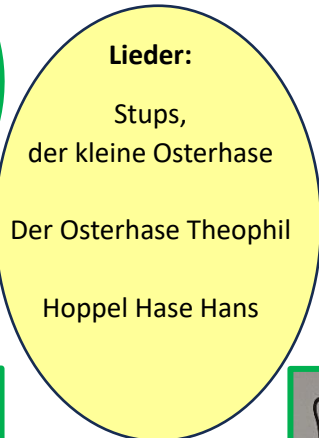 Lieder:
Stups,
der kleine Osterhase
Der Osterhase Theophil
Hoppel Hase Hans